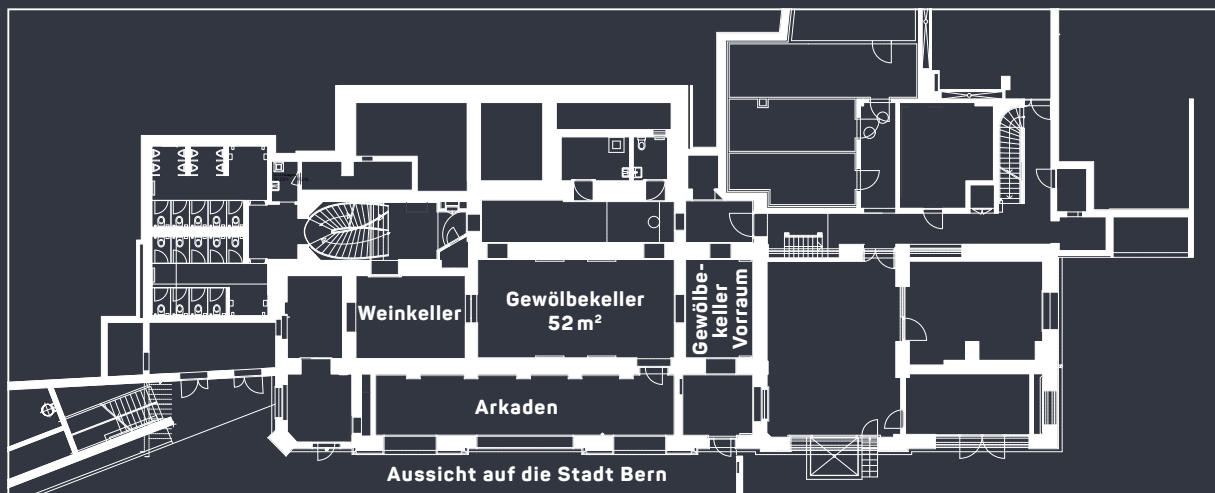 Weinkeller
Gewölbekeller
52 m²
Gewölbe-
keller
Vorraum
Arkaden
Aussicht auf die Stadt Bern